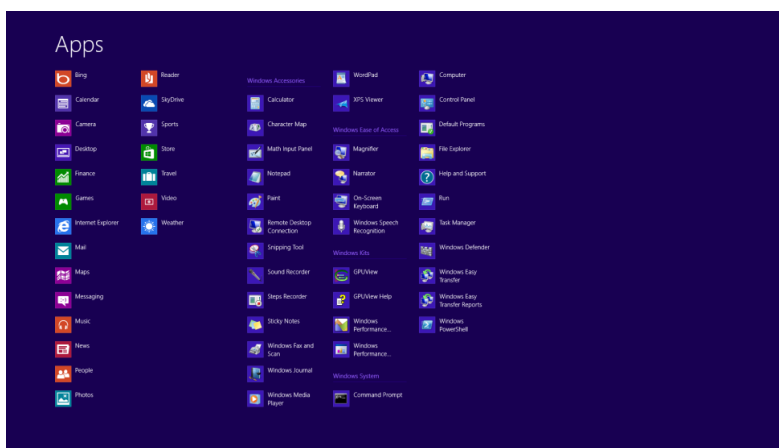 Apps
Bing
Calendar
Camera
Desktop
Finance
Games
Internet Explorer
Mail
Maps
Messaging
Music
News
People
Photos
Reader
SkyDrive
Sports
Store
Travel
Video
Weather
Windows Accessories
Calculator
Character Map
Math Input Panel
Notepad
Paint
Remote Desktop
Connection
Snipping Tool
Sound Recorder
Steps Recorder
Sticky Notes
Windows Fax and
Scan
Windows Journal
Windows Media
Player
WordPad
XPS Viewer
Windows Ease of Access
Magnifier
Narrator
On-Screen
Keyboard
Windows Speech
Recognition
Windows Kits
GPUView
GPUView Help
Windows
Performance...
Windows
Performance...
Windows System
Command Prompt
Computer
Control Panel
Default Programs
File Explorer
Help and Support
Run
Task Manager
Windows Defender
Windows Easy
Transfer
Windows Easy
Transfer Reports
Windows
PowerShell